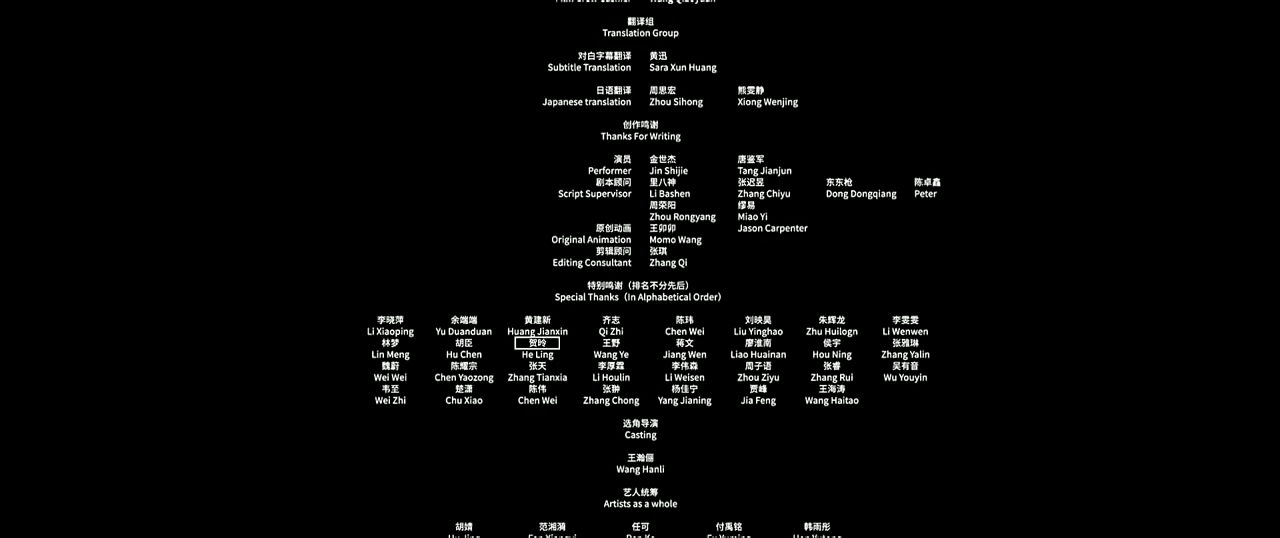 翻译组
Translation Group
对白字幕翻译 黄迅
Subtitle Translation Sara Xun Huang
日语翻译 周思宏 熊雯静
Japanese translation Zhou Sihong Xiong Wenjing
创作鸣谢
Thanks For Writing
演员 金世杰 唐鉴军
Performer Jin Shijie Tang Jianjun
剧本顾问 里八神 张迟昱 东东枪 陈卓鑫
Script Supervisor Li Bashen Zhang Chiyu Dong Dongqiang Peter
周荣阳 缪易
Zhou Rongyang Miao Yi
原创动画 王卯卯 Jason Carpenter
Original Animation Momo Wang
剪辑顾问 张琪
Editing Consultant Zhang Qi
特别鸣谢（排名不分先后）
Special Thanks（In Alphabetical Order）
李晓萍 余端端 黄建新 齐志 陈玮 刘映昊 朱辉龙 李雯雯
Li Xiaoping Yu Duanduan Huang Jianxin Qi Zhi Chen Wei Liu Yinghao Zhu Huilogn Li Wenwen
林梦 胡臣 贺呤 王野 蒋文 廖淮南 侯宇 张雅琳
Lin Meng Hu Chen He Ling Wang Ye Jiang Wen Liao Huainan Hou Ning Zhang Yalin
魏蔚 陈耀宗 张天 李厚霖 李伟森 周子语 张睿 吴有音
Wei Wei Chen Yaozong Zhang Tianxia Li Houlin Li Weisen Zhou Ziyu Zhang Rui Wu Youyin
韦至 楚潇 陈伟 张翀 杨佳宁 贾峰 王海涛
Wei Zhi Chu Xiao Chen Wei Zhang Chong Yang Jianing Jia Feng Wang Haitao
选角导演
Casting
王瀚俪
Wang Hanli
艺人统筹
Artists as a whole
胡婧 范湘漪 任可 付禹铭 韩雨彤